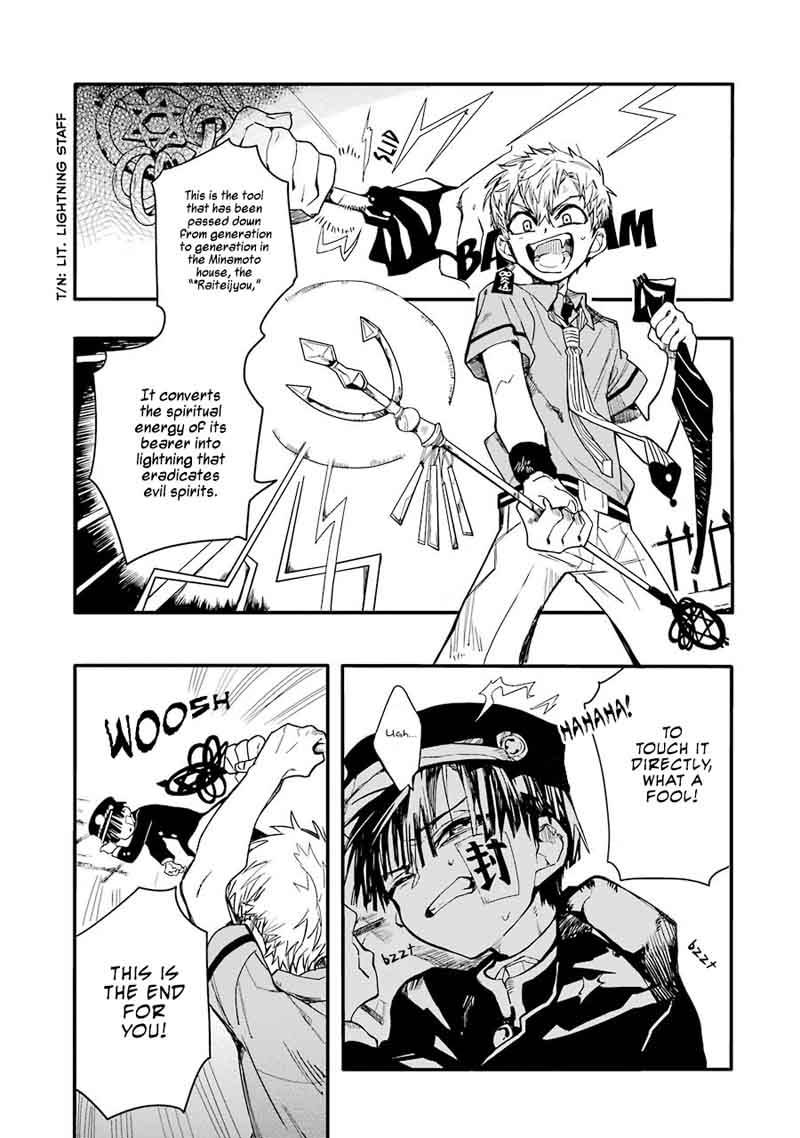 T/N: LIT. LIGHTNING STAFF
SLID
This is the tool
that has been
passed down
from generation
to generation in
the Minamoto
house, the
"*Raiteijyou,"
It converts
the spiritual
energy of its
bearer into
lightning that
eradicates
evil spirits.
HAHAHA!
TO
TOUCH IT
DIRECTLY,
WHAT A
FOOL!
Ugh...
封
bzzt
bzzt
WOOSH
THIS IS
THE END
FOR
YOU!